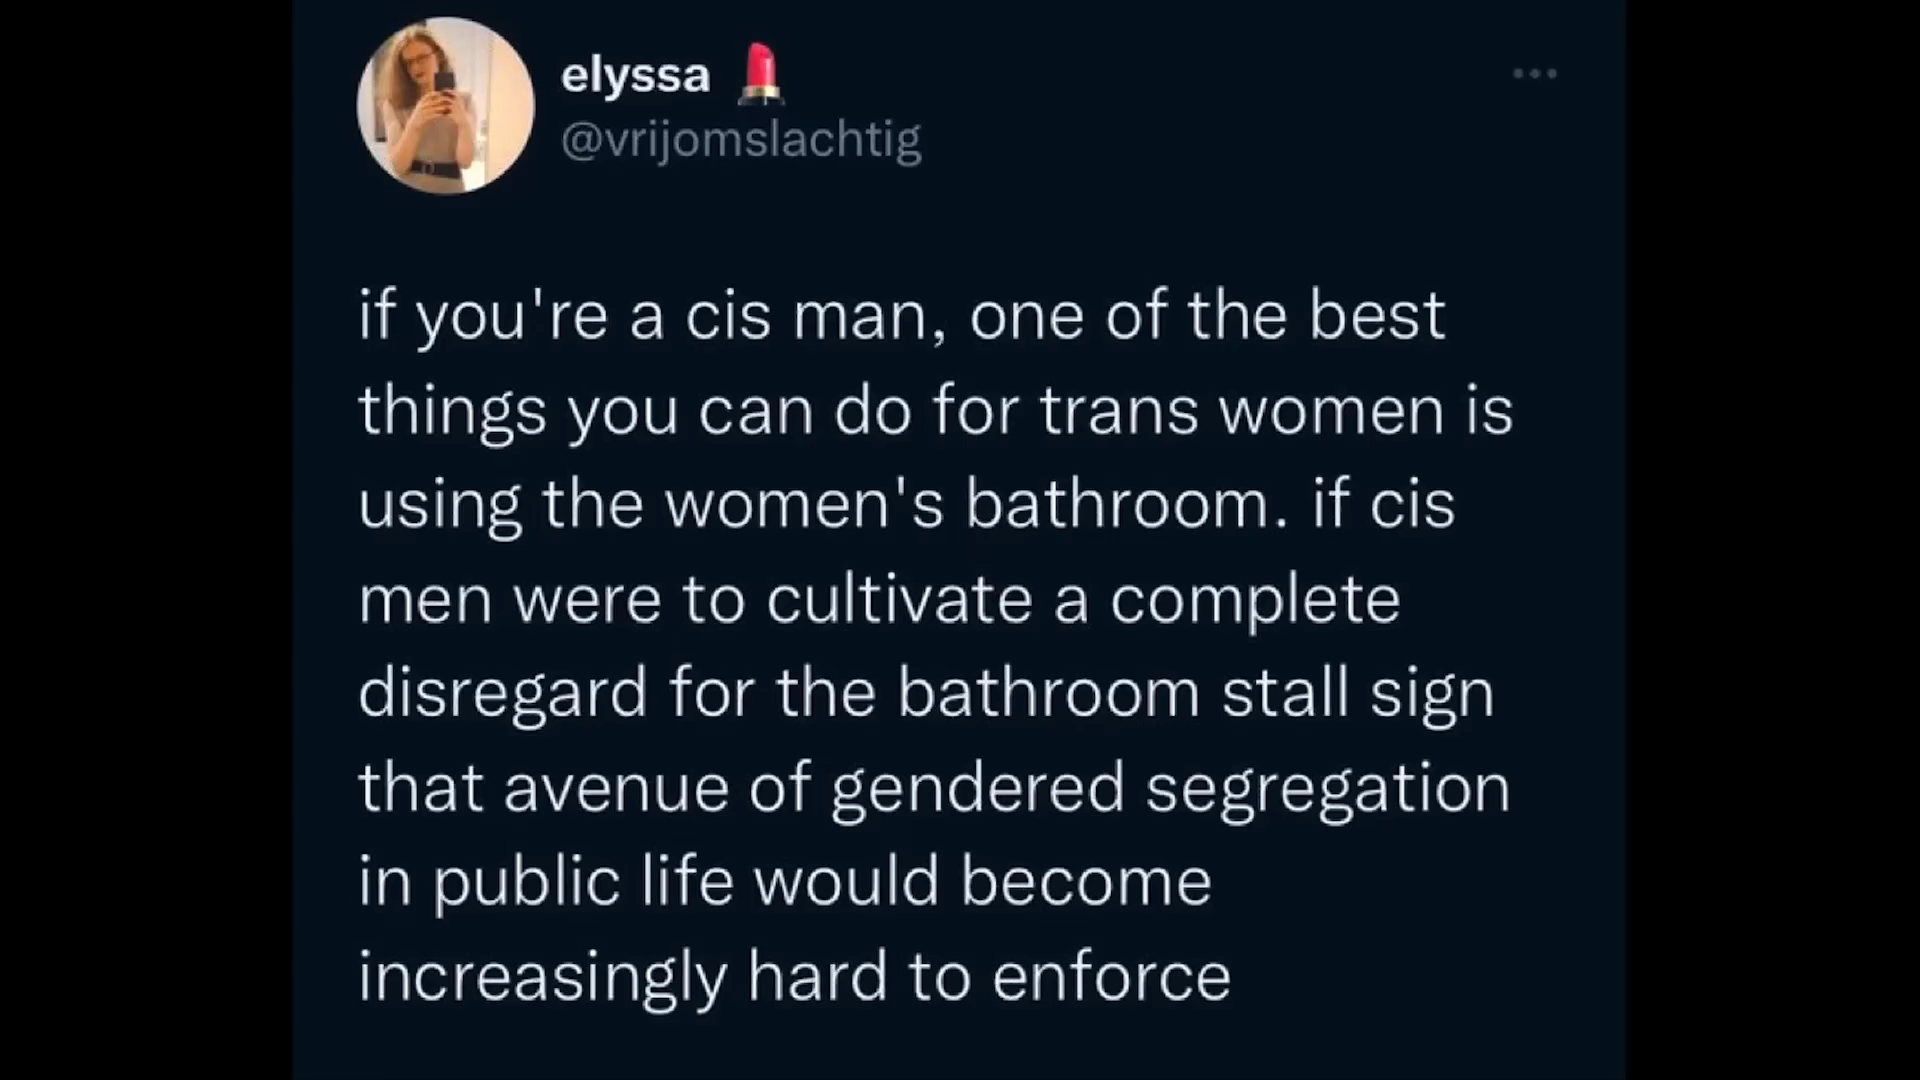 elyssa 💄
@vrijomslachtig
if you're a cis man, one of the best
things you can do for trans women is
using the women's bathroom. if cis
men were to cultivate a complete
disregard for the bathroom stall sign
that avenue of gendered segregation
in public life would become
increasingly hard to enforce